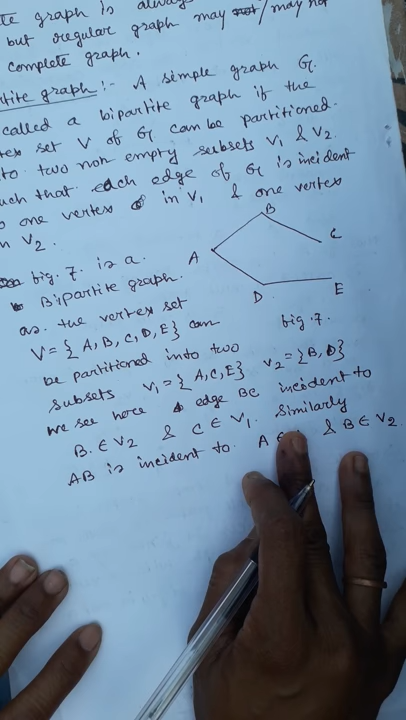 te graph is always
but regular graph may / may not
complete graph.
tite graph :- A simple graph G.
called a bipartite graph if the
tex set V of G can be partitioned.
to two non empty subsets V1 & V2
uch that each edge of G is incident
o one vertex in V1 & one vertex
n V2.
fig. 7. is a.
Bipartite graph.
as the vertex set
V = { A, B, C, D, E } can
be partitioned into two
subsets V1 = { A, C, E } V2 = { B, D }
we see here edge BC incident to
B. ∈ V2 & C ∈ V1. Similarly
AB is incident to. A ∈ & B ∈ V2.
A
B
C
D
E
fig. 7.